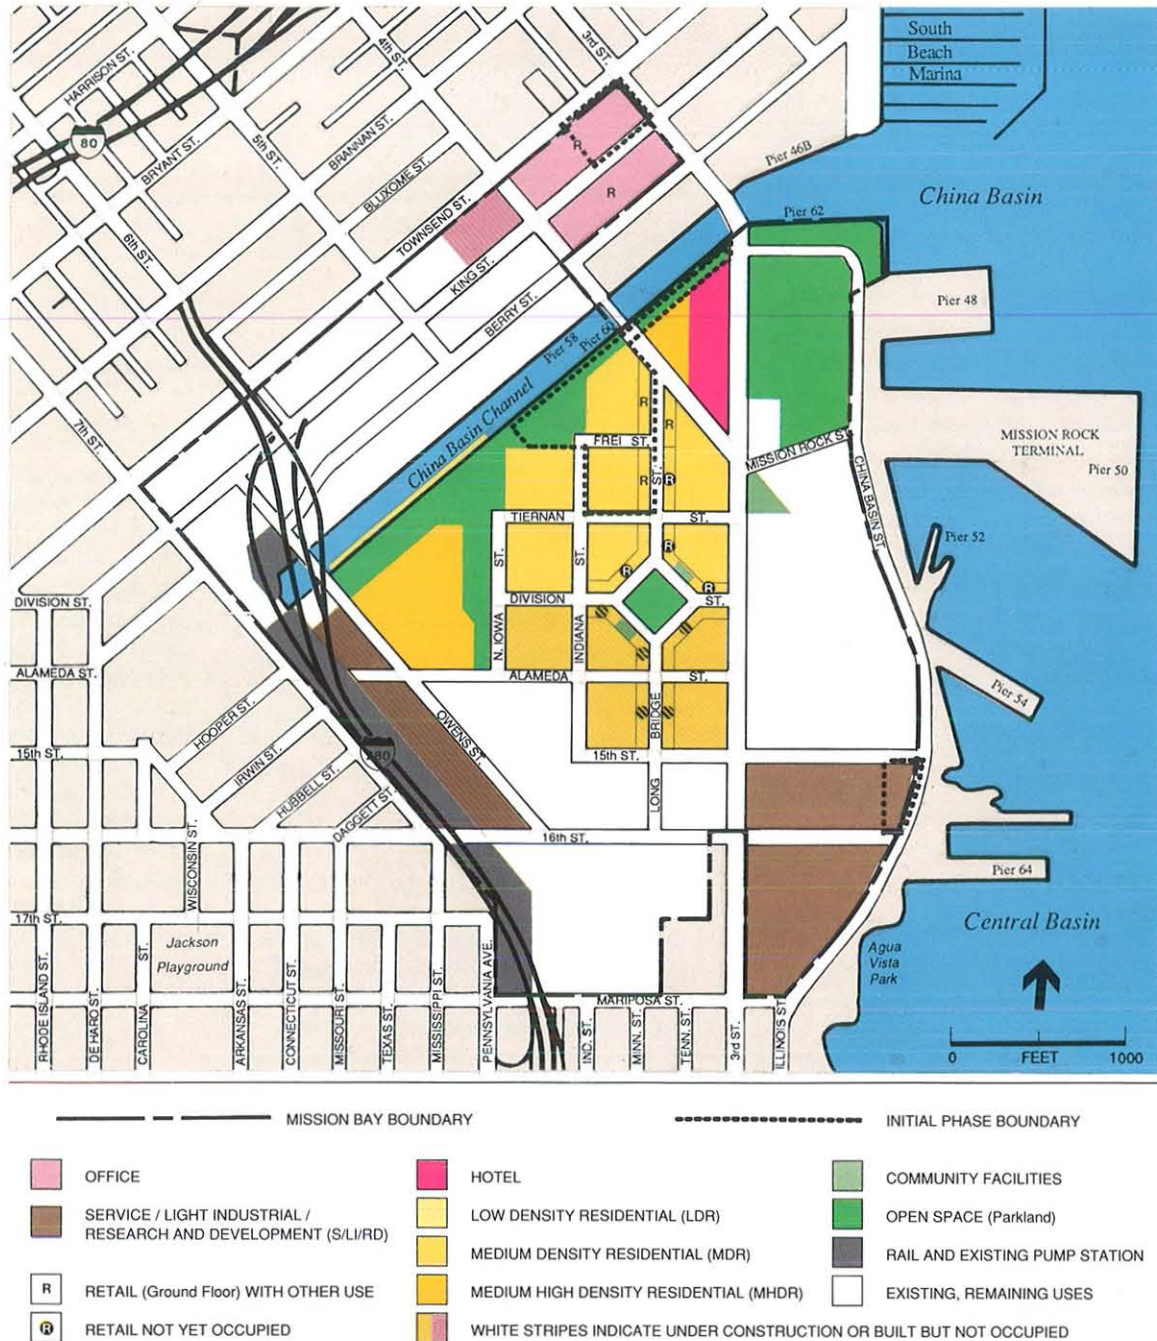 South
Beach
Marina
4th ST.
3rd ST.
HARRISON ST.
80
BRYANT ST.
5th ST.
BRANNAN ST.
BLUXOME ST.
TOWNSEND ST.
6th ST.
KING ST.
BERRY ST.
7th ST.
R
R
Pier 46B
China Basin
Pier 62
Pier 48
Pier 58
Pier 60
China Basin Channel
R
R
FREI ST.
R
ST.
R
MISSION ROCK ST.
MISSION ROCK
TERMINAL
Pier 50
CHINA BASIN ST.
TIERNAN
ST.
Pier 52
R
R
R
ST.
ST.
DIVISION ST.
DIVISION
ST.
N. IOWA
INDIANA
R
R
R
ALAMEDA ST.
ALAMEDA
ST.
Pier 54
HOOPER ST.
OWENS ST.
BRIDGE
R
R
15th ST.
IRWIN ST.
280
15th ST.
HUBBELL ST.
LONG
DAGGETT ST.
16th ST.
WISCONSIN ST.
Pier 64
17th ST.
Jackson
Playground
Central Basin
Agua
Vista
Park
MARIPOSA ST.
RHODE ISLAND ST.
DE HARO ST.
CAROLINA
ST.
ARKANSAS ST.
CONNECTICUT ST.
MISSOURI ST.
TEXAS ST.
MISSISSIPPI ST.
PENNSYLVANIA AVE.
IND. ST.
MINN. ST.
TENN. ST.
3rd ST.
ILLINOIS ST.
0 FEET 1000
MISSION BAY BOUNDARY
INITIAL PHASE BOUNDARY
OFFICE
HOTEL
COMMUNITY FACILITIES
SERVICE / LIGHT INDUSTRIAL /
RESEARCH AND DEVELOPMENT (S/LI/RD)
LOW DENSITY RESIDENTIAL (LDR)
OPEN SPACE (Parkland)
MEDIUM DENSITY RESIDENTIAL (MDR)
RAIL AND EXISTING PUMP STATION
R RETAIL (Ground Floor) WITH OTHER USE
MEDIUM HIGH DENSITY RESIDENTIAL (MHDR)
EXISTING, REMAINING USES
R RETAIL NOT YET OCCUPIED
WHITE STRIPES INDICATE UNDER CONSTRUCTION OR BUILT BUT NOT OCCUPIED